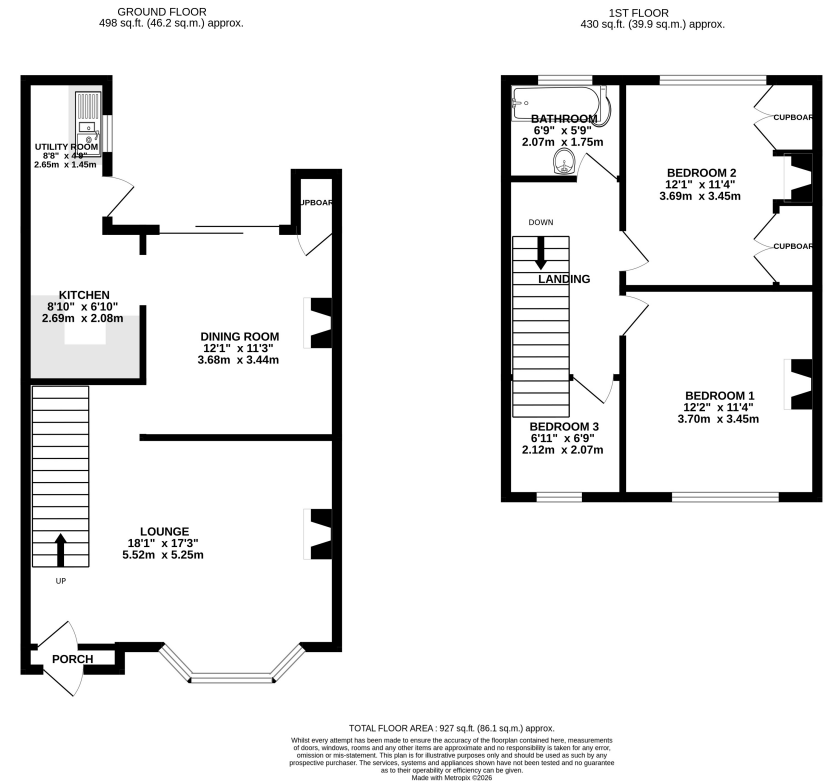 GROUND FLOOR
498 sq.ft. (46.2 sq.m.) approx.
UTILITY ROOM
8'8" x 4'9"
2.65m x 1.45m
UPBOAR
KITCHEN
8'10" x 6'10"
2.69m x 2.08m
DINING ROOM
12'1" x 11'3"
3.68m x 3.44m
LOUNGE
18'1" x 17'3"
5.52m x 5.25m
UP
PORCH
1ST FLOOR
430 sq.ft. (39.9 sq.m.) approx.
BATHROOM
6'9" x 5'9"
2.07m x 1.75m
CUPBOAR
BEDROOM 2
12'1" x 11'4"
3.69m x 3.45m
CUPBOAR
DOWN
LANDING
BEDROOM 1
12'2" x 11'4"
3.70m x 3.45m
BEDROOM 3
6'11" x 6'9"
2.12m x 2.07m
TOTAL FLOOR AREA : 927 sq.ft. (86.1 sq.m.) approx.
Whilst every attempt has been made to ensure the accuracy of the floorplan contained here, measurements
of doors, windows, rooms and any other items are approximate and no responsibility is taken for any error,
omission or mis-statement. This plan is for illustrative purposes only and should be used as such by any
prospective purchaser. The services, systems and appliances shown have not been tested and no guarantee
as to their operability or efficiency can be given.
Made with Metropix ©2026